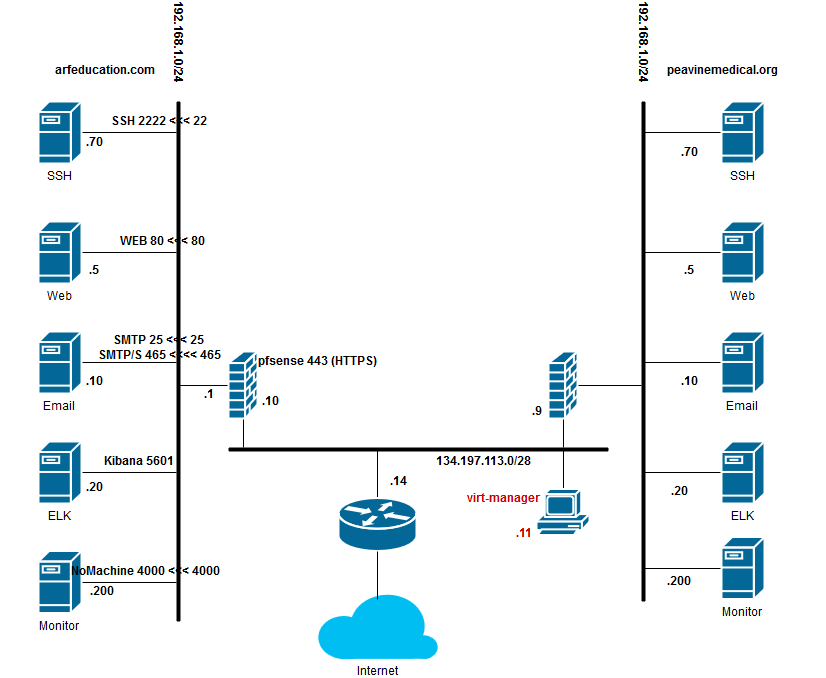 192.168.1.0/24
192.168.1.0/24
arfeducation.com
peavinemedical.org
SSH 2222 <<< 22
.70
SSH
.70
SSH
WEB 80 <<< 80
.5
Web
.5
Web
SMTP 25 <<< 25
SMTP/S 465 <<<< 465
.10
Email
.1
pfsense 443 (HTTPS)
.10
.9
.10
Email
134.197.113.0/28
Kibana 5601
.20
ELK
.14
virt-manager
.11
.20
ELK
NoMachine 4000 <<< 4000
.200
Monitor
.200
Monitor
Internet